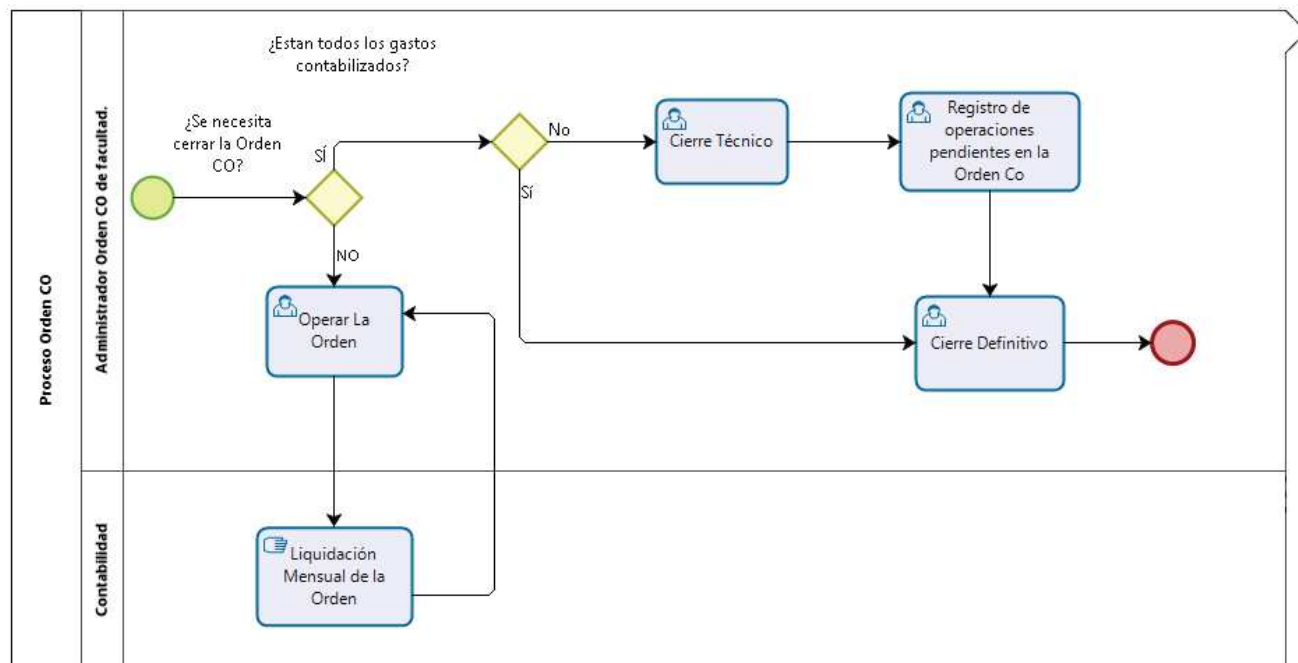 Proceso Orden CO
Administrador Orden CO de facultad.
¿Estan todos los gastos
contabilizados?
¿Se necesita
cerrar la Orden
CO?
SÍ
No
Cierre Técnico
Registro de
operaciones
pendientes en la
Orden Co
Sí
NO
Operar La
Orden
Cierre Definitivo
Contabilidad
Liquidación
Mensual de la
Orden